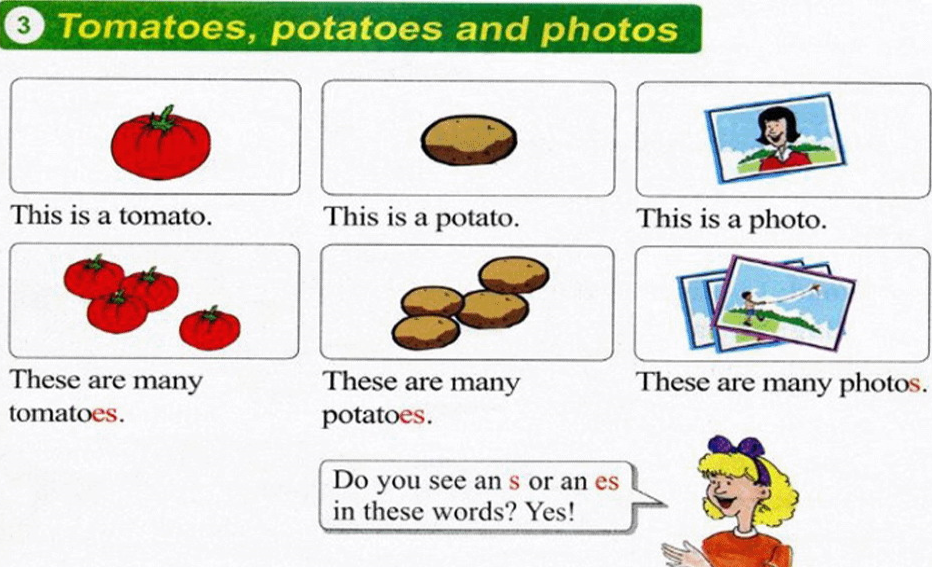 3 Tomatoes, potatoes and photos
This is a tomato.
This is a potato.
This is a photo.
These are many
tomatoes.
These are many
potatoes.
These are many photos.
Do you see an s or an es
in these words? Yes!